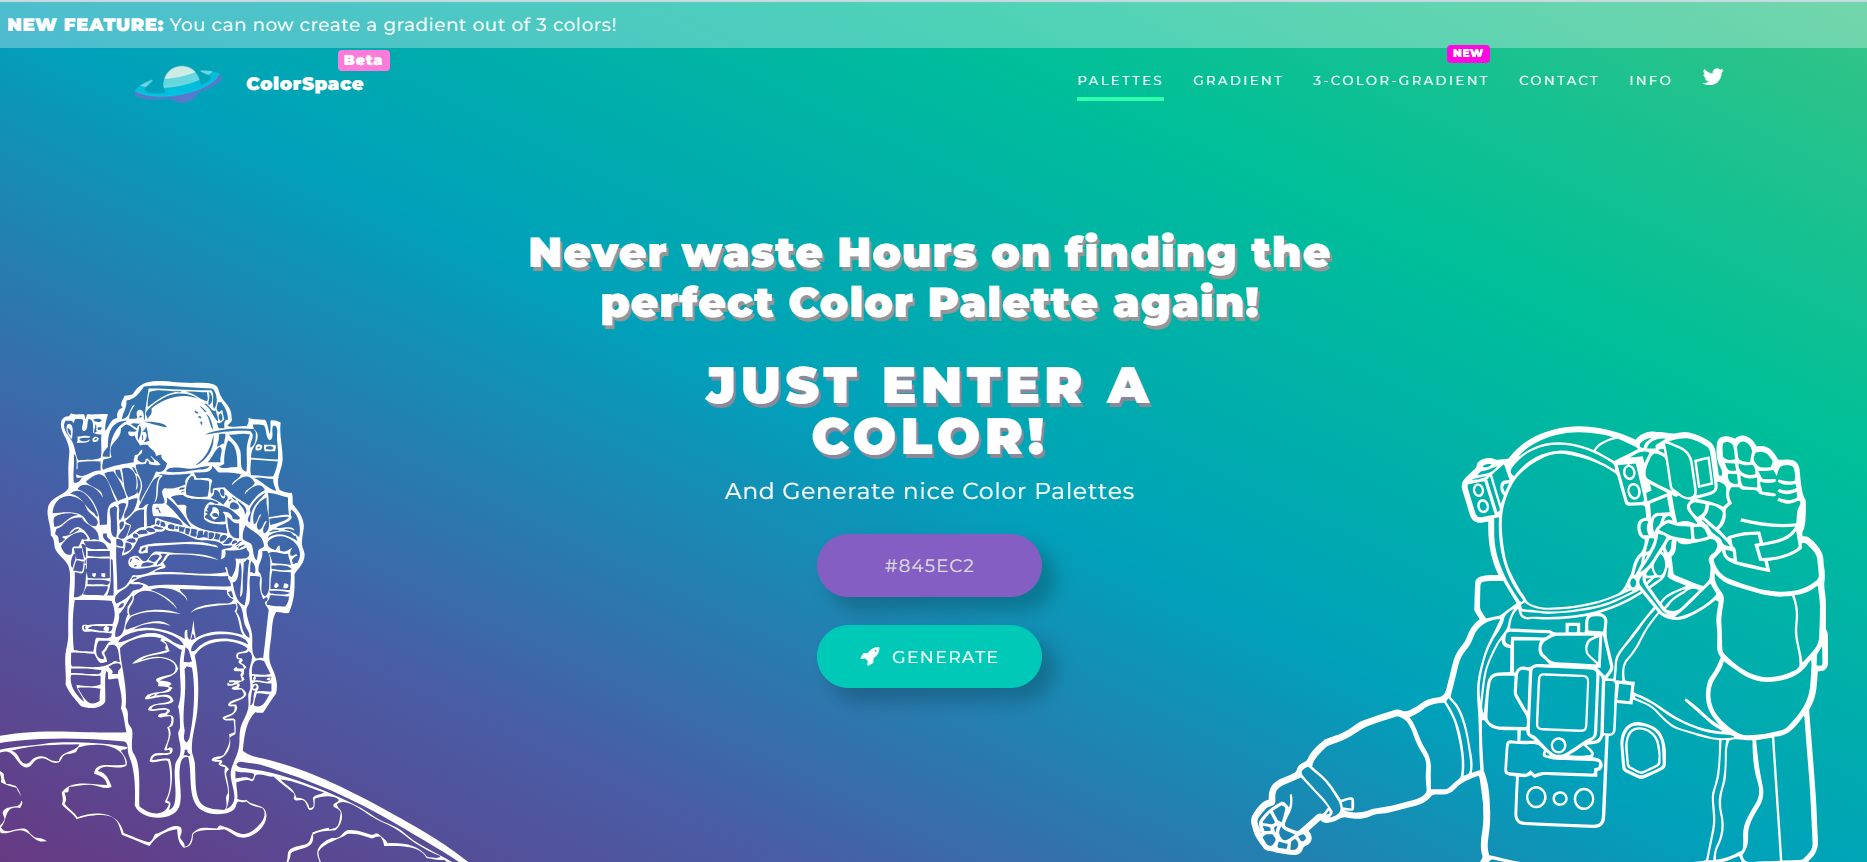 NEW FEATURE: You can now create a gradient out of 3 colors!
Beta
ColorSpace
NEW
PALETTES GRADIENT 3-COLOR-GRADIENT CONTACT INFO
Never waste Hours on finding the
perfect Color Palette again!
JUST ENTER A
COLOR!
And Generate nice Color Palettes
#845EC2
GENERATE